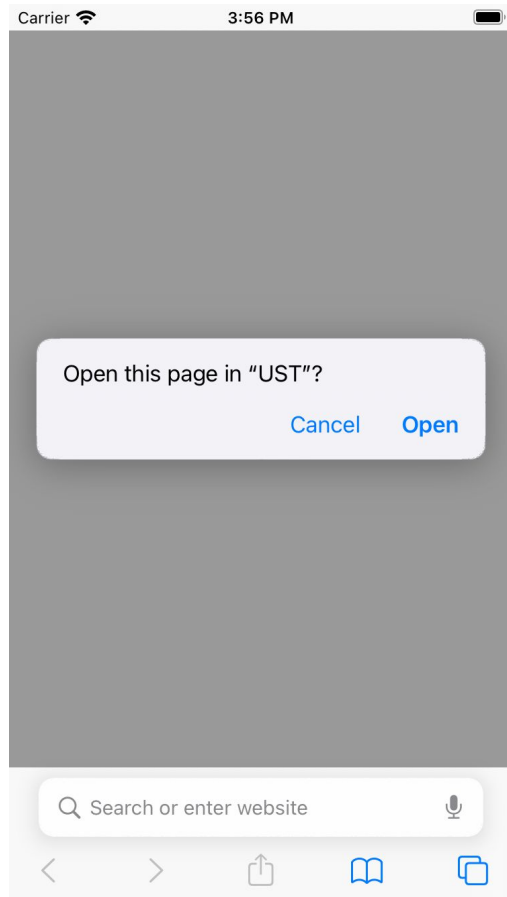 Carrier 3:56 PM
Open this page in “UST”?
Cancel Open
Search or enter website